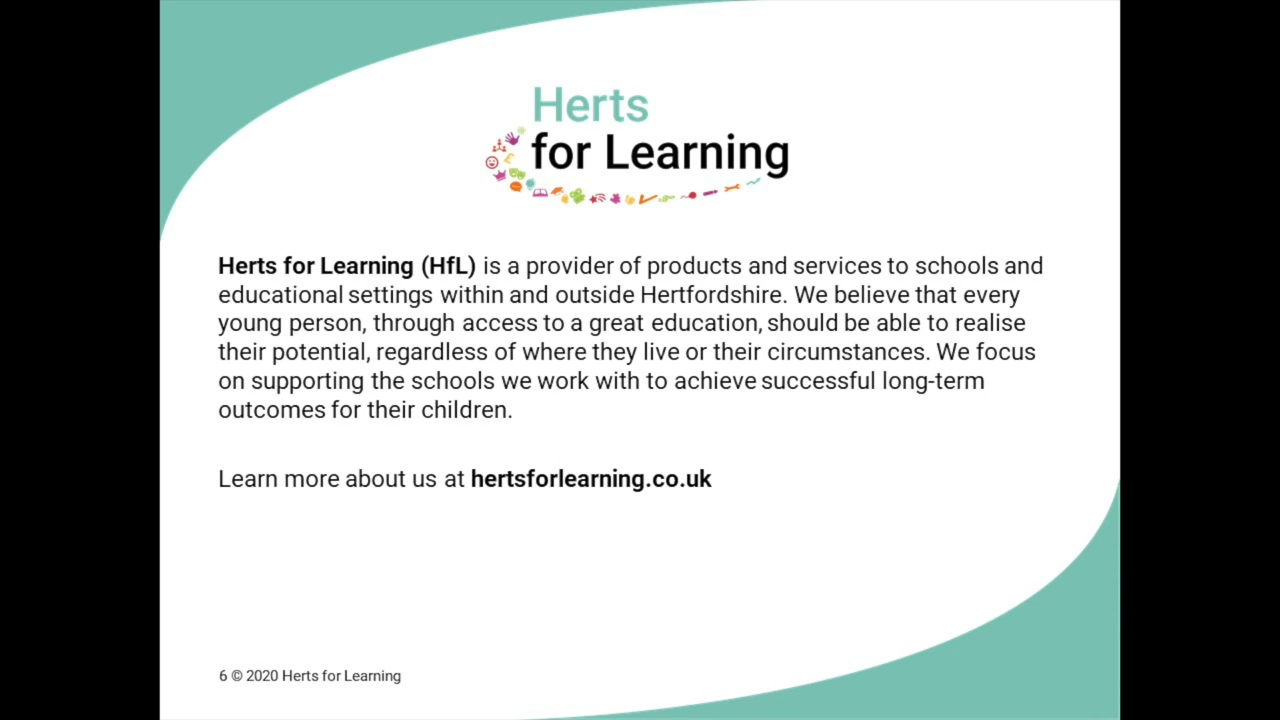 Herts
for Learning
Herts for Learning (HfL) is a provider of products and services to schools and
educational settings within and outside Hertfordshire. We believe that every
young person, through access to a great education, should be able to realise
their potential, regardless of where they live or their circumstances. We focus
on supporting the schools we work with to achieve successful long-term
outcomes for their children.
Learn more about us at hertsforlearning.co.uk
6 © 2020 Herts for Learning